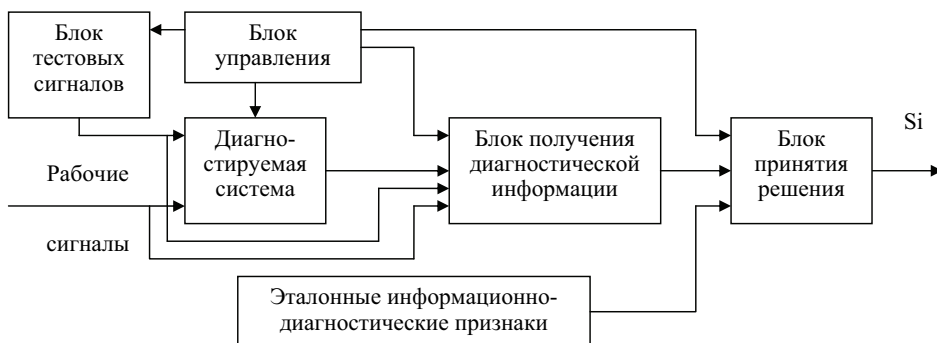 Блок
тестовых
сигналов
Блок
управления
Диагно-
стируемая
система
Рабочие
сигналы
Блок получения
диагностической
информации
Блок
принятия
решения
Si
Эталонные информационно-
диагностические признаки